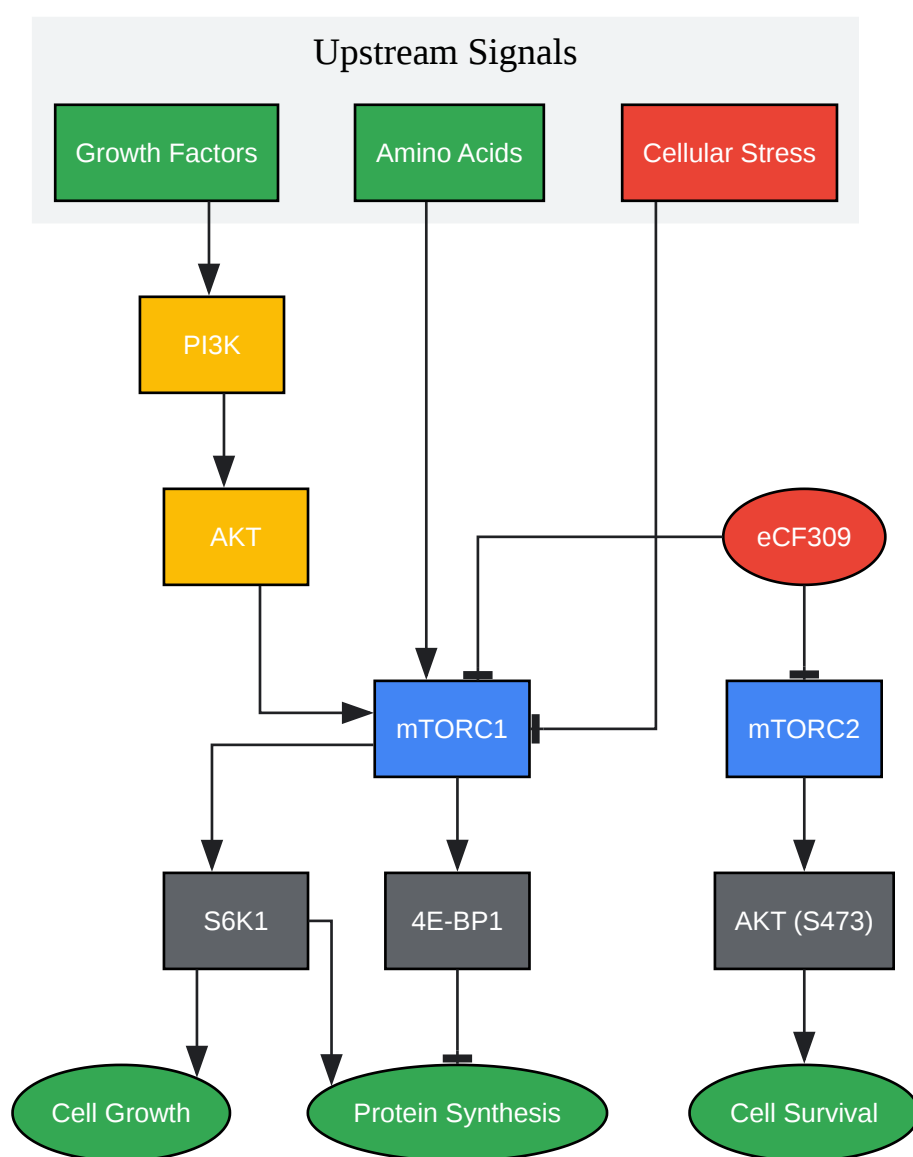 Upstream Signals
Growth Factors
Amino Acids
Cellular Stress
PI3K
AKT
eCF309
mTORC1
mTORC2
S6K1
4E-BP1
AKT (S473)
Cell Growth
Protein Synthesis
Cell Survival